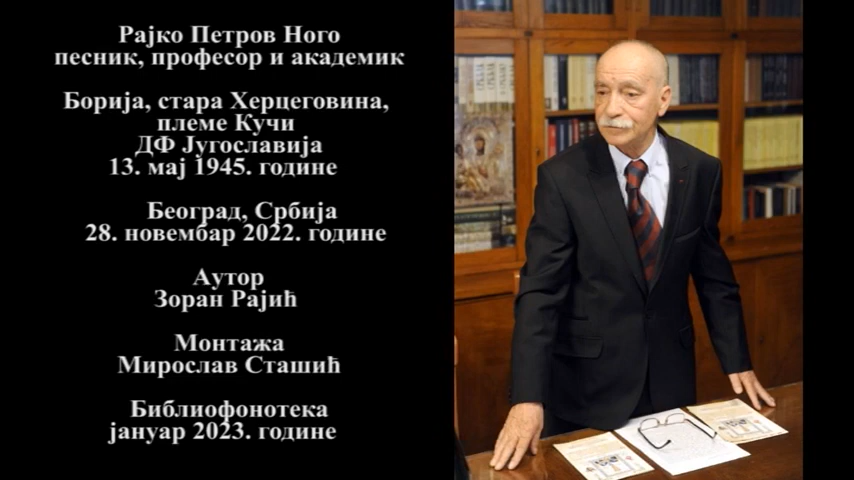 Рајко Петров Ного
песник, професор и академик
Борија, стара Херцеговина,
племе Кучи
ДФ Југославија
13. мај 1945. године
Београд, Србија
28. новембар 2022. године
Аутор
Зоран Рајић
Монтажа
Мирослав Сташић
Библиофонотека
јануар 2023. године